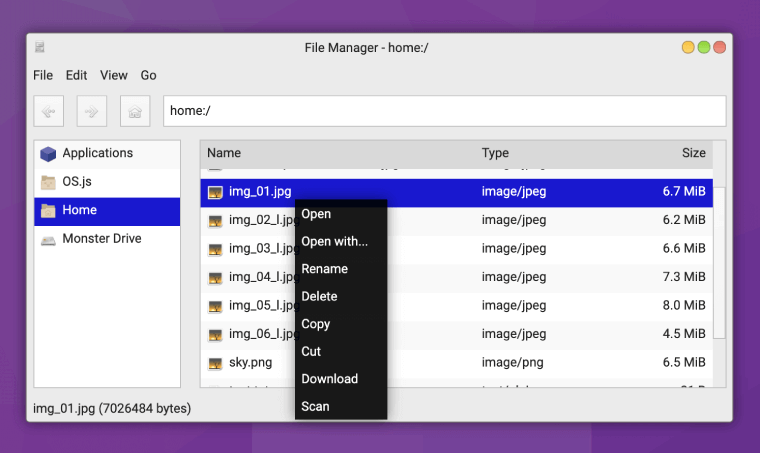 File Manager - home:/
File Edit View Go
home:/
Applications
OS.js
Home
Monster Drive
Name Type Size
img_01.jpg image/jpeg 6.7 MiB
img_02_l.jpg image/jpeg 6.2 MiB
img_03_l.jpg image/jpeg 6.6 MiB
img_04_l.jpg image/jpeg 7.3 MiB
img_05_l.jpg image/jpeg 8.0 MiB
img_06_l.jpg image/jpeg 4.5 MiB
sky.png image/png 6.5 MiB
Open
Open with...
Rename
Delete
Copy
Cut
Download
Scan
img_01.jpg (7026484 bytes)